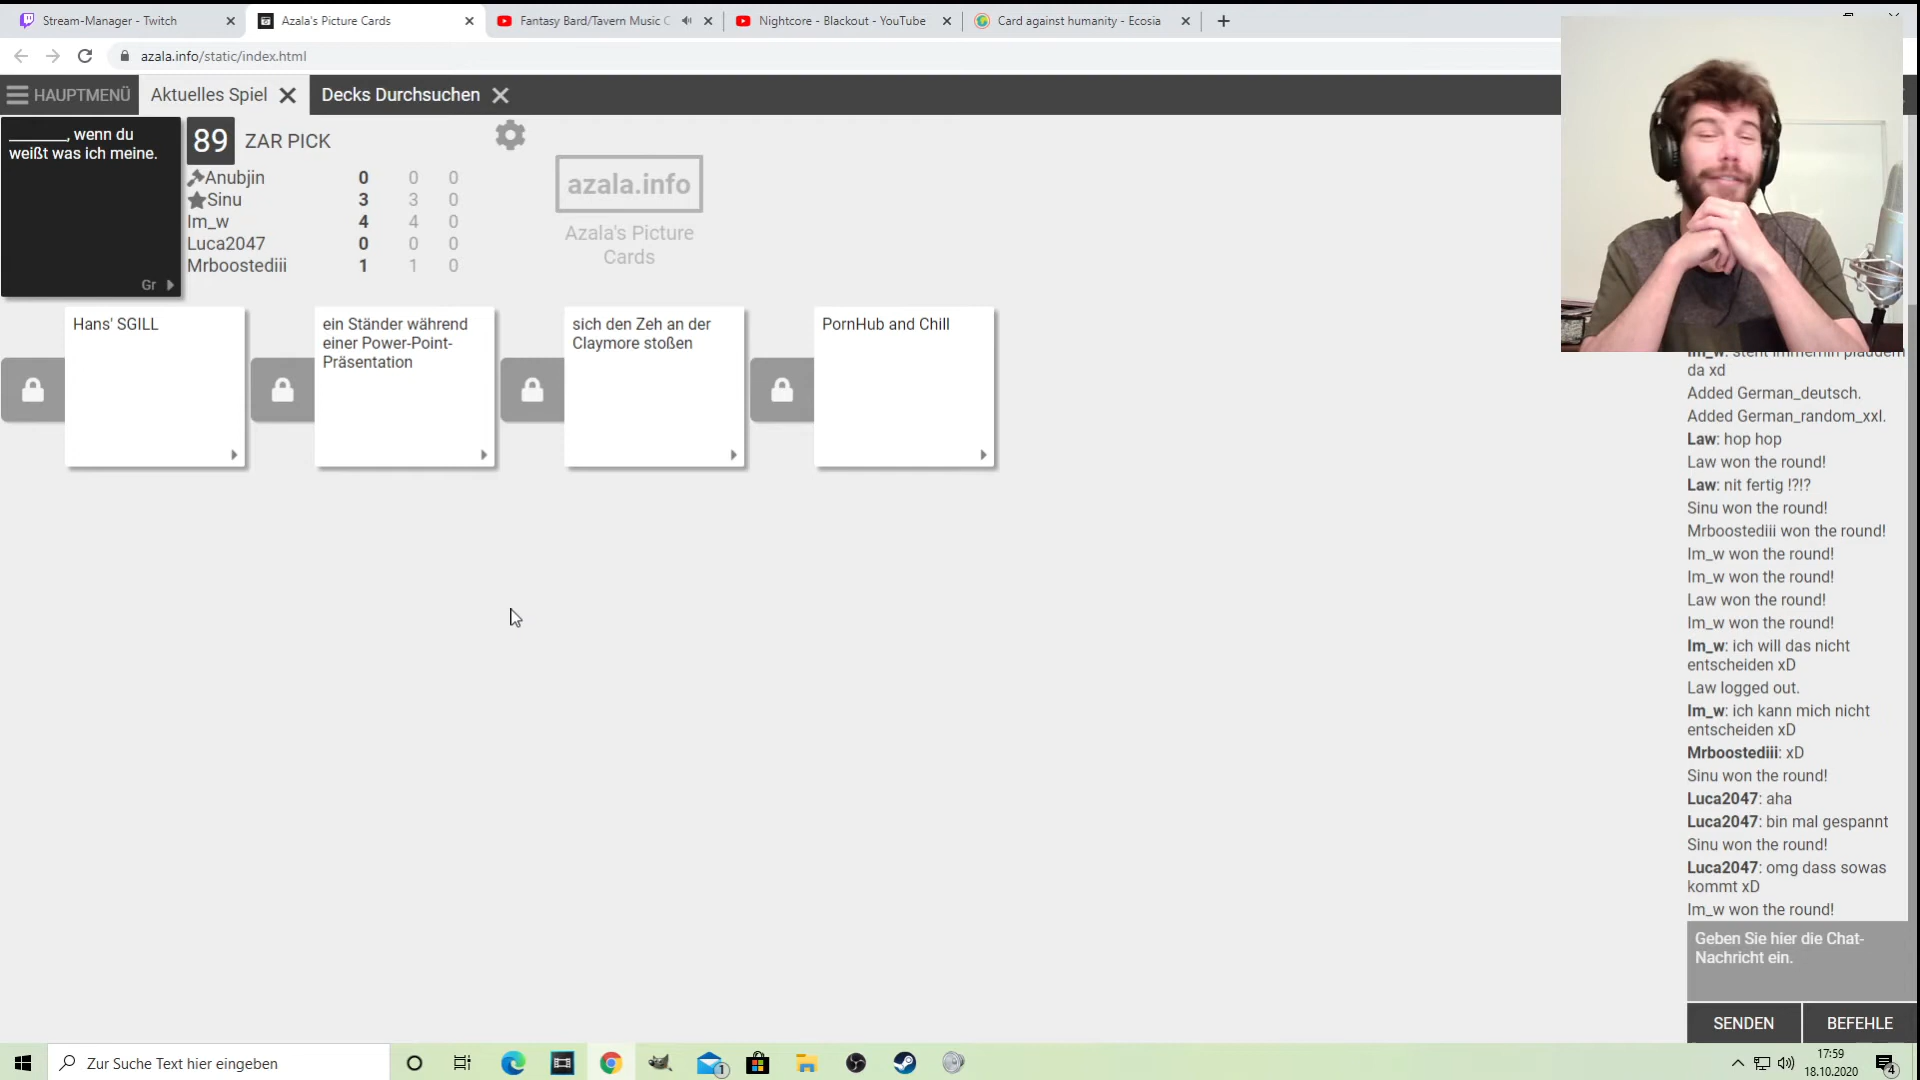 Stream-Manager - Twitch
Azala's Picture Cards
Fantasy Bard/Tavern Music C
Nightcore - Blackout - YouTube
Card against humanity - Ecosia
azala.info/static/index.html
HAUPTMENÜ
Aktuelles Spiel
Decks Durchsuchen
_______, wenn du
weißt was ich meine.
Gr
89 ZAR PICK
Anubjin 0 0 0
Sinu 3 3 0
Im_w 4 4 0
Luca2047 0 0 0
Mrboostediii 1 1 0
azala.info
Azala's Picture
Cards
Hans' SGILL
ein Ständer während
einer Power-Point-
Präsentation
sich den Zeh an der
Claymore stoßen
PornHub and Chill
Im_w: steht immerhin plaudern
da xd
Added German_deutsch.
Added German_random_xxl.
Law: hop hop
Law won the round!
Law: nit fertig !?!?
Sinu won the round!
Mrboostediii won the round!
Im_w won the round!
Im_w won the round!
Law won the round!
Im_w won the round!
Im_w: ich will das nicht
entscheiden xD
Law logged out.
Im_w: ich kann mich nicht
entscheiden xD
Mrboostediii: xD
Sinu won the round!
Luca2047: aha
Luca2047: bin mal gespannt
Sinu won the round!
Luca2047: omg dass sowas
kommt xD
Im_w won the round!
Geben Sie hier die Chat-
Nachricht ein.
SENDEN
BEFEHLE
Zur Suche Text hier eingeben
1
17:59
18.10.2020
4